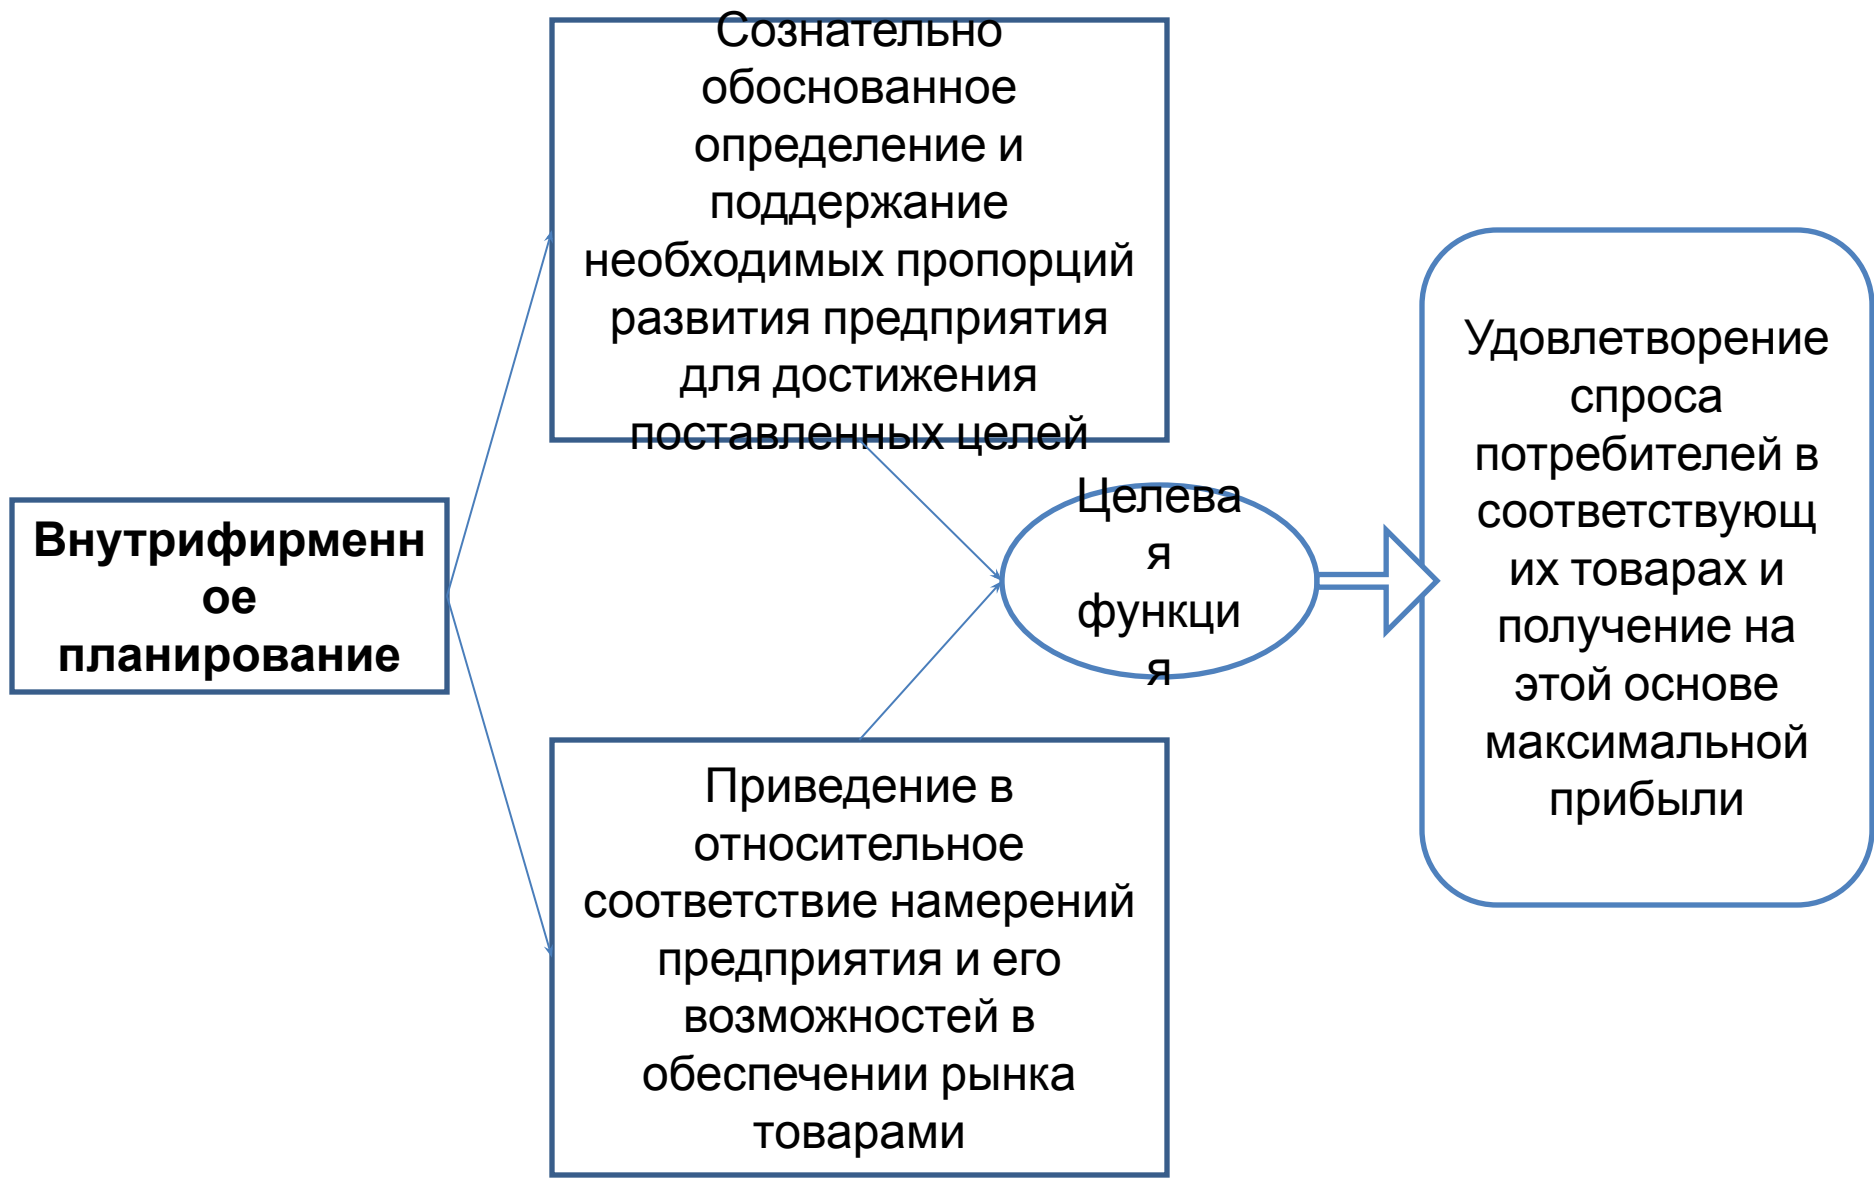 Сознательно
обоснованное
определение и
поддержание
необходимых пропорций
развития предприятия
для достижения
поставленных целей
Внутрифирменн
ое
планирование
Целева
я
функци
я
Удовлетворение
спроса
потребителей в
соответствующ
их товарах и
получение на
этой основе
максимальной
прибыли
Приведение в
относительное
соответствие намерений
предприятия и его
возможностей в
обеспечении рынка
товарами